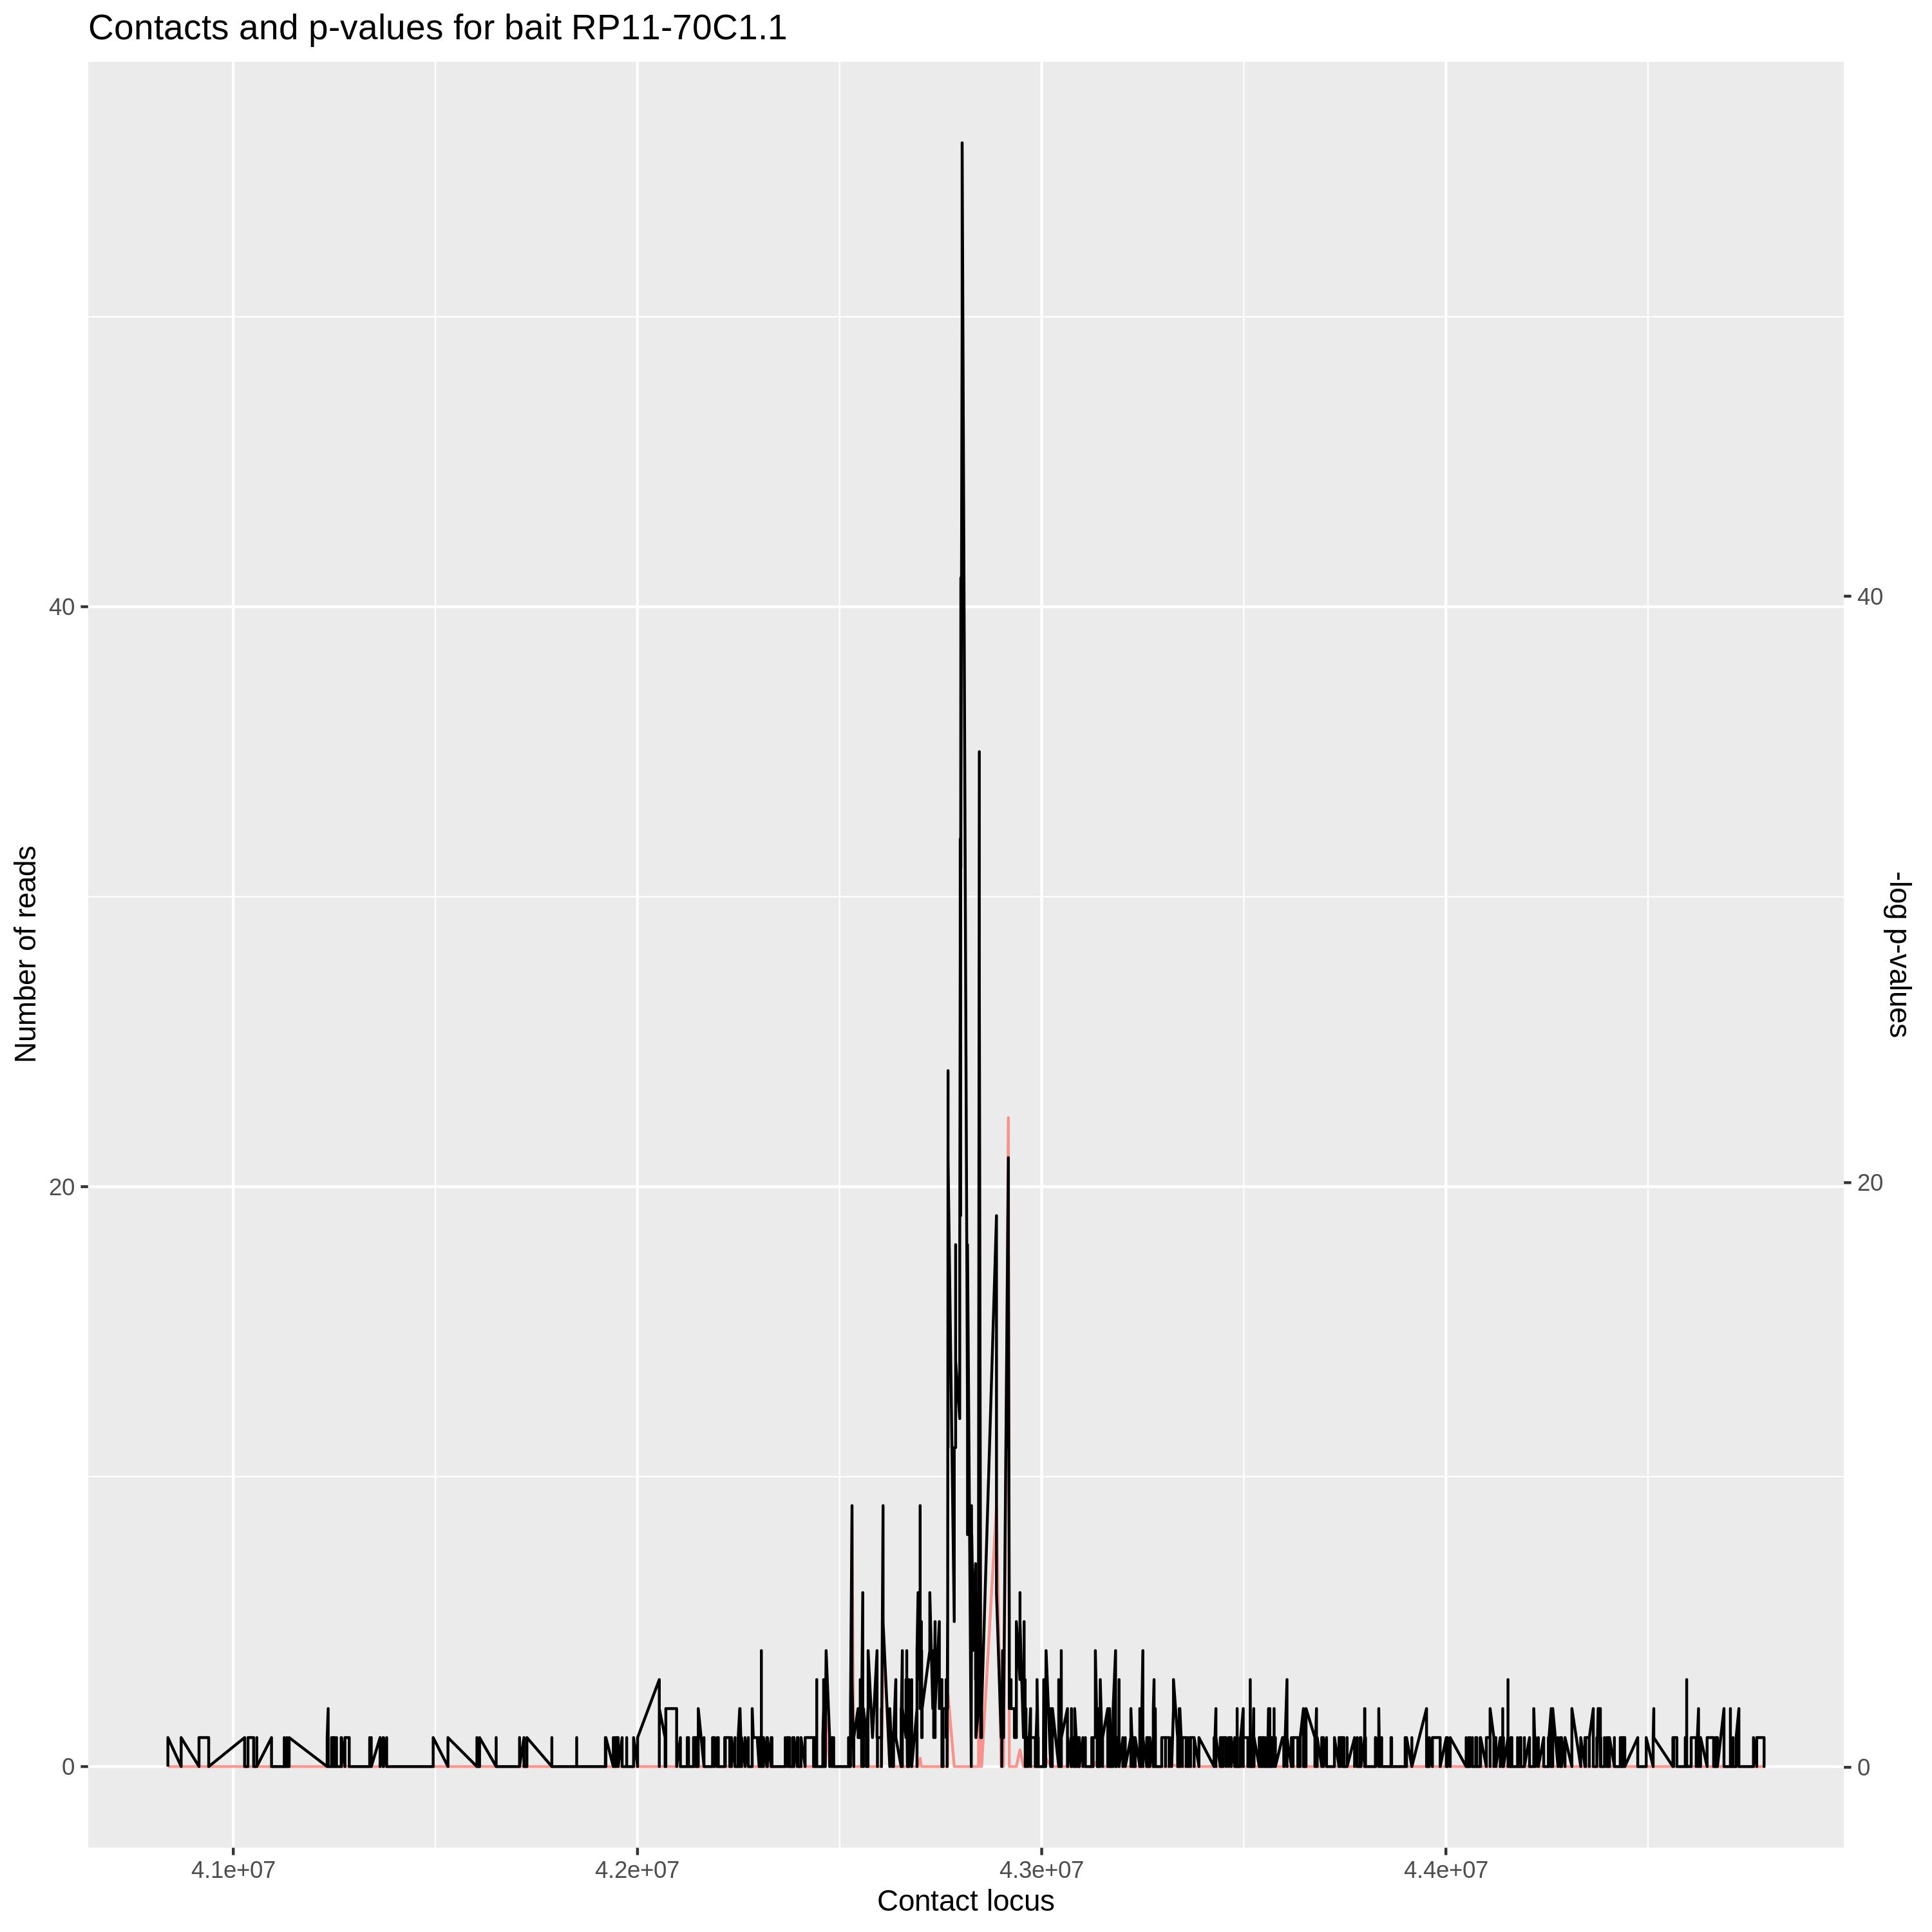 Contacts and p-values for bait RP11-70C1.1
Number of reads
40
20
0
40
20
0
-log p-values
4.1e+07 4.2e+07 4.3e+07 4.4e+07
Contact locus